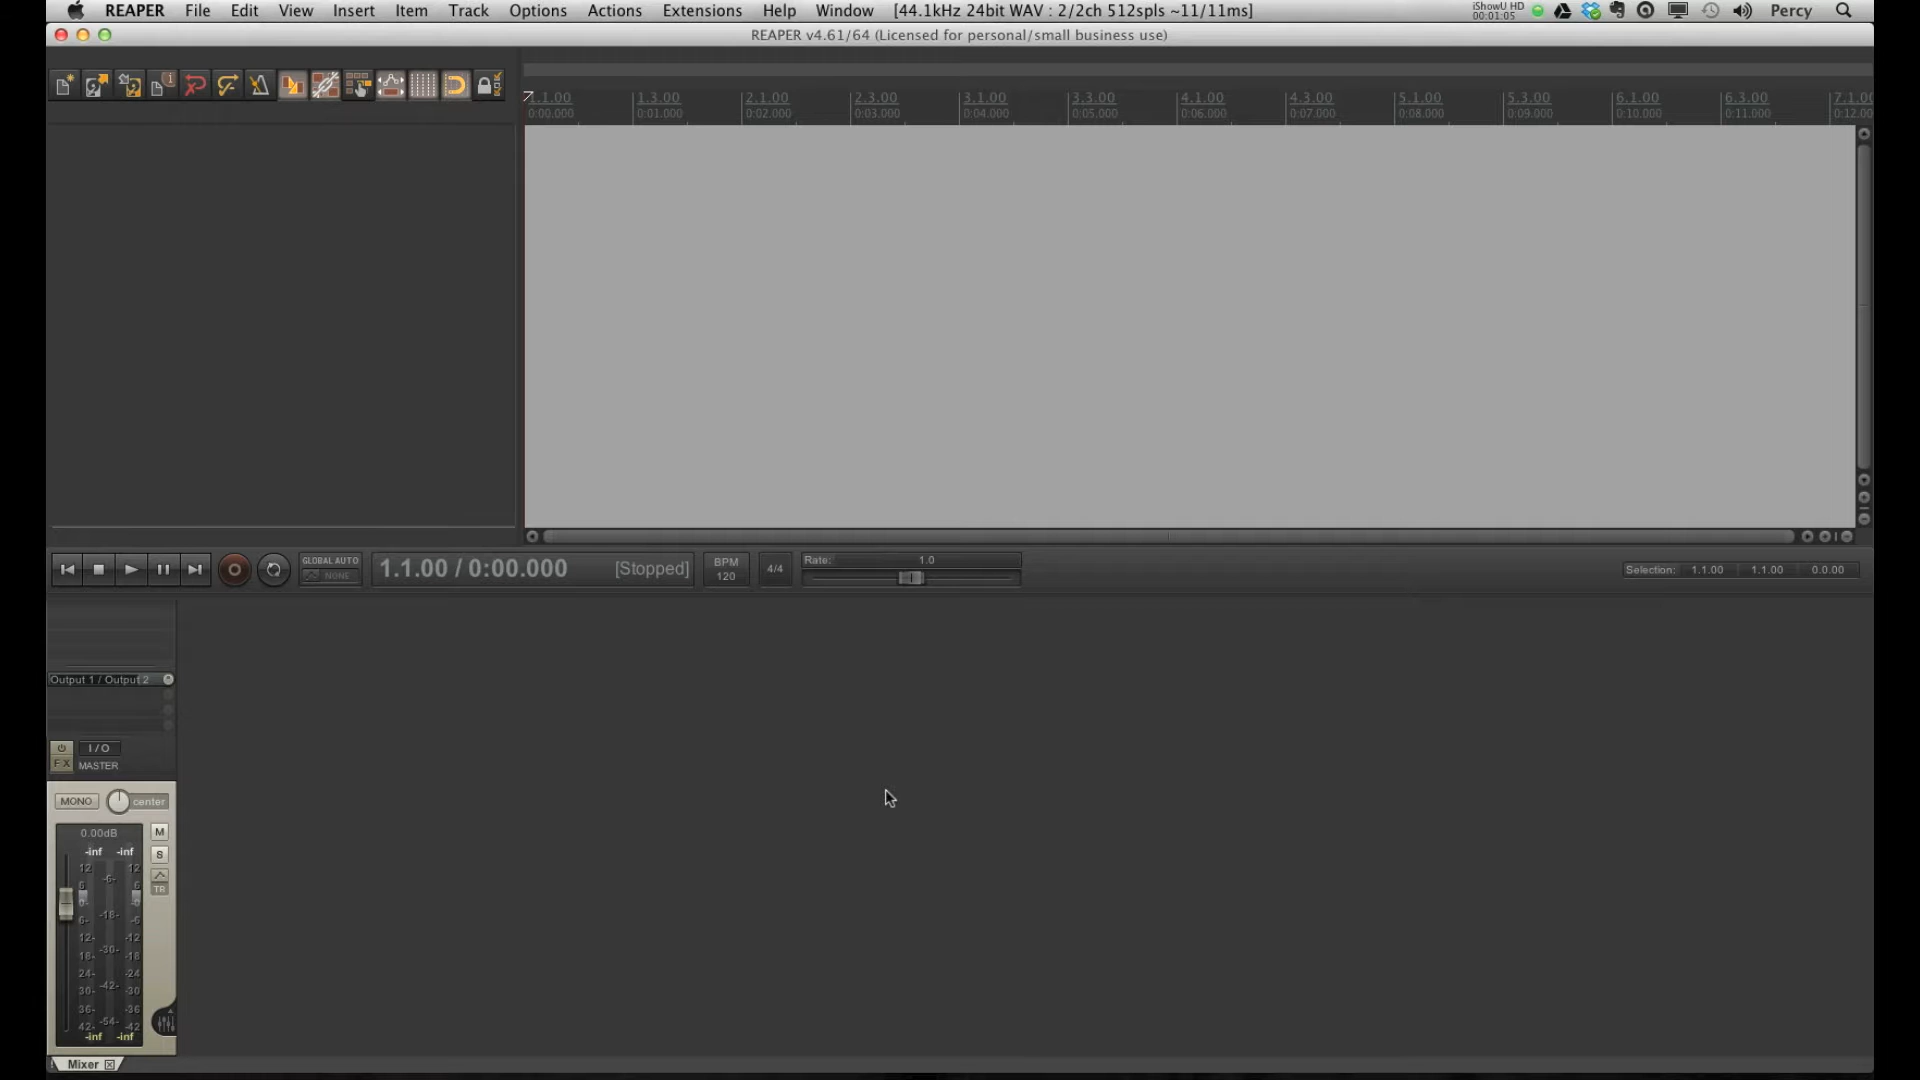 REAPER File Edit View Insert Item Track Options Actions Extensions Help Window [44.1kHz 24bit WAV : 2/2ch 512spls ~11/11ms] iShowU HD 00:01:05 Percy
REAPER v4.61/64 (Licensed for personal/small business use)
1.1.00 1.3.00 2.1.00 2.3.00 3.1.00 3.3.00 4.1.00 4.3.00 5.1.00 5.3.00 6.1.00 6.3.00 7.1.00
0:00.000 0:01.000 0:02.000 0:03.000 0:04.000 0:05.000 0:06.000 0:07.000 0:08.000 0:09.000 0:10.000 0:11.000 0:12.000
GLOBAL AUTO
NONE
1.1.00 / 0:00.000 [Stopped]
BPM
120
4/4
Rate: 1.0
Selection: 1.1.00 1.1.00 0.0.00
Output 1 / Output 2
I/O
FX MASTER
MONO center
0.00dB M
-inf -inf S
12 12
-6-
6 6
TR
0- -0
-18-
6- -6
12- -12
-30-
18- -18
24- -24
-42-
30- -30
36- -36
-54-
42- -42
-inf -inf
Mixer